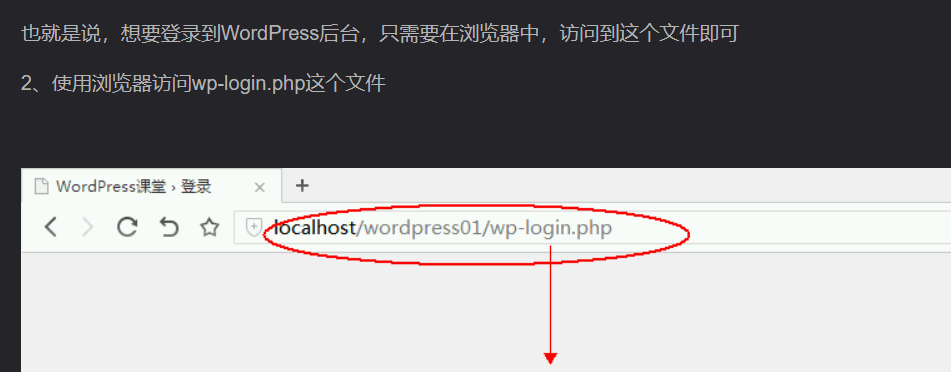 也就是说，想要登录到WordPress后台，只需要在浏览器中，访问到这个文件即可
2、使用浏览器访问wp-login.php这个文件
WordPress课堂 › 登录
localhost/wordpress01/wp-login.php